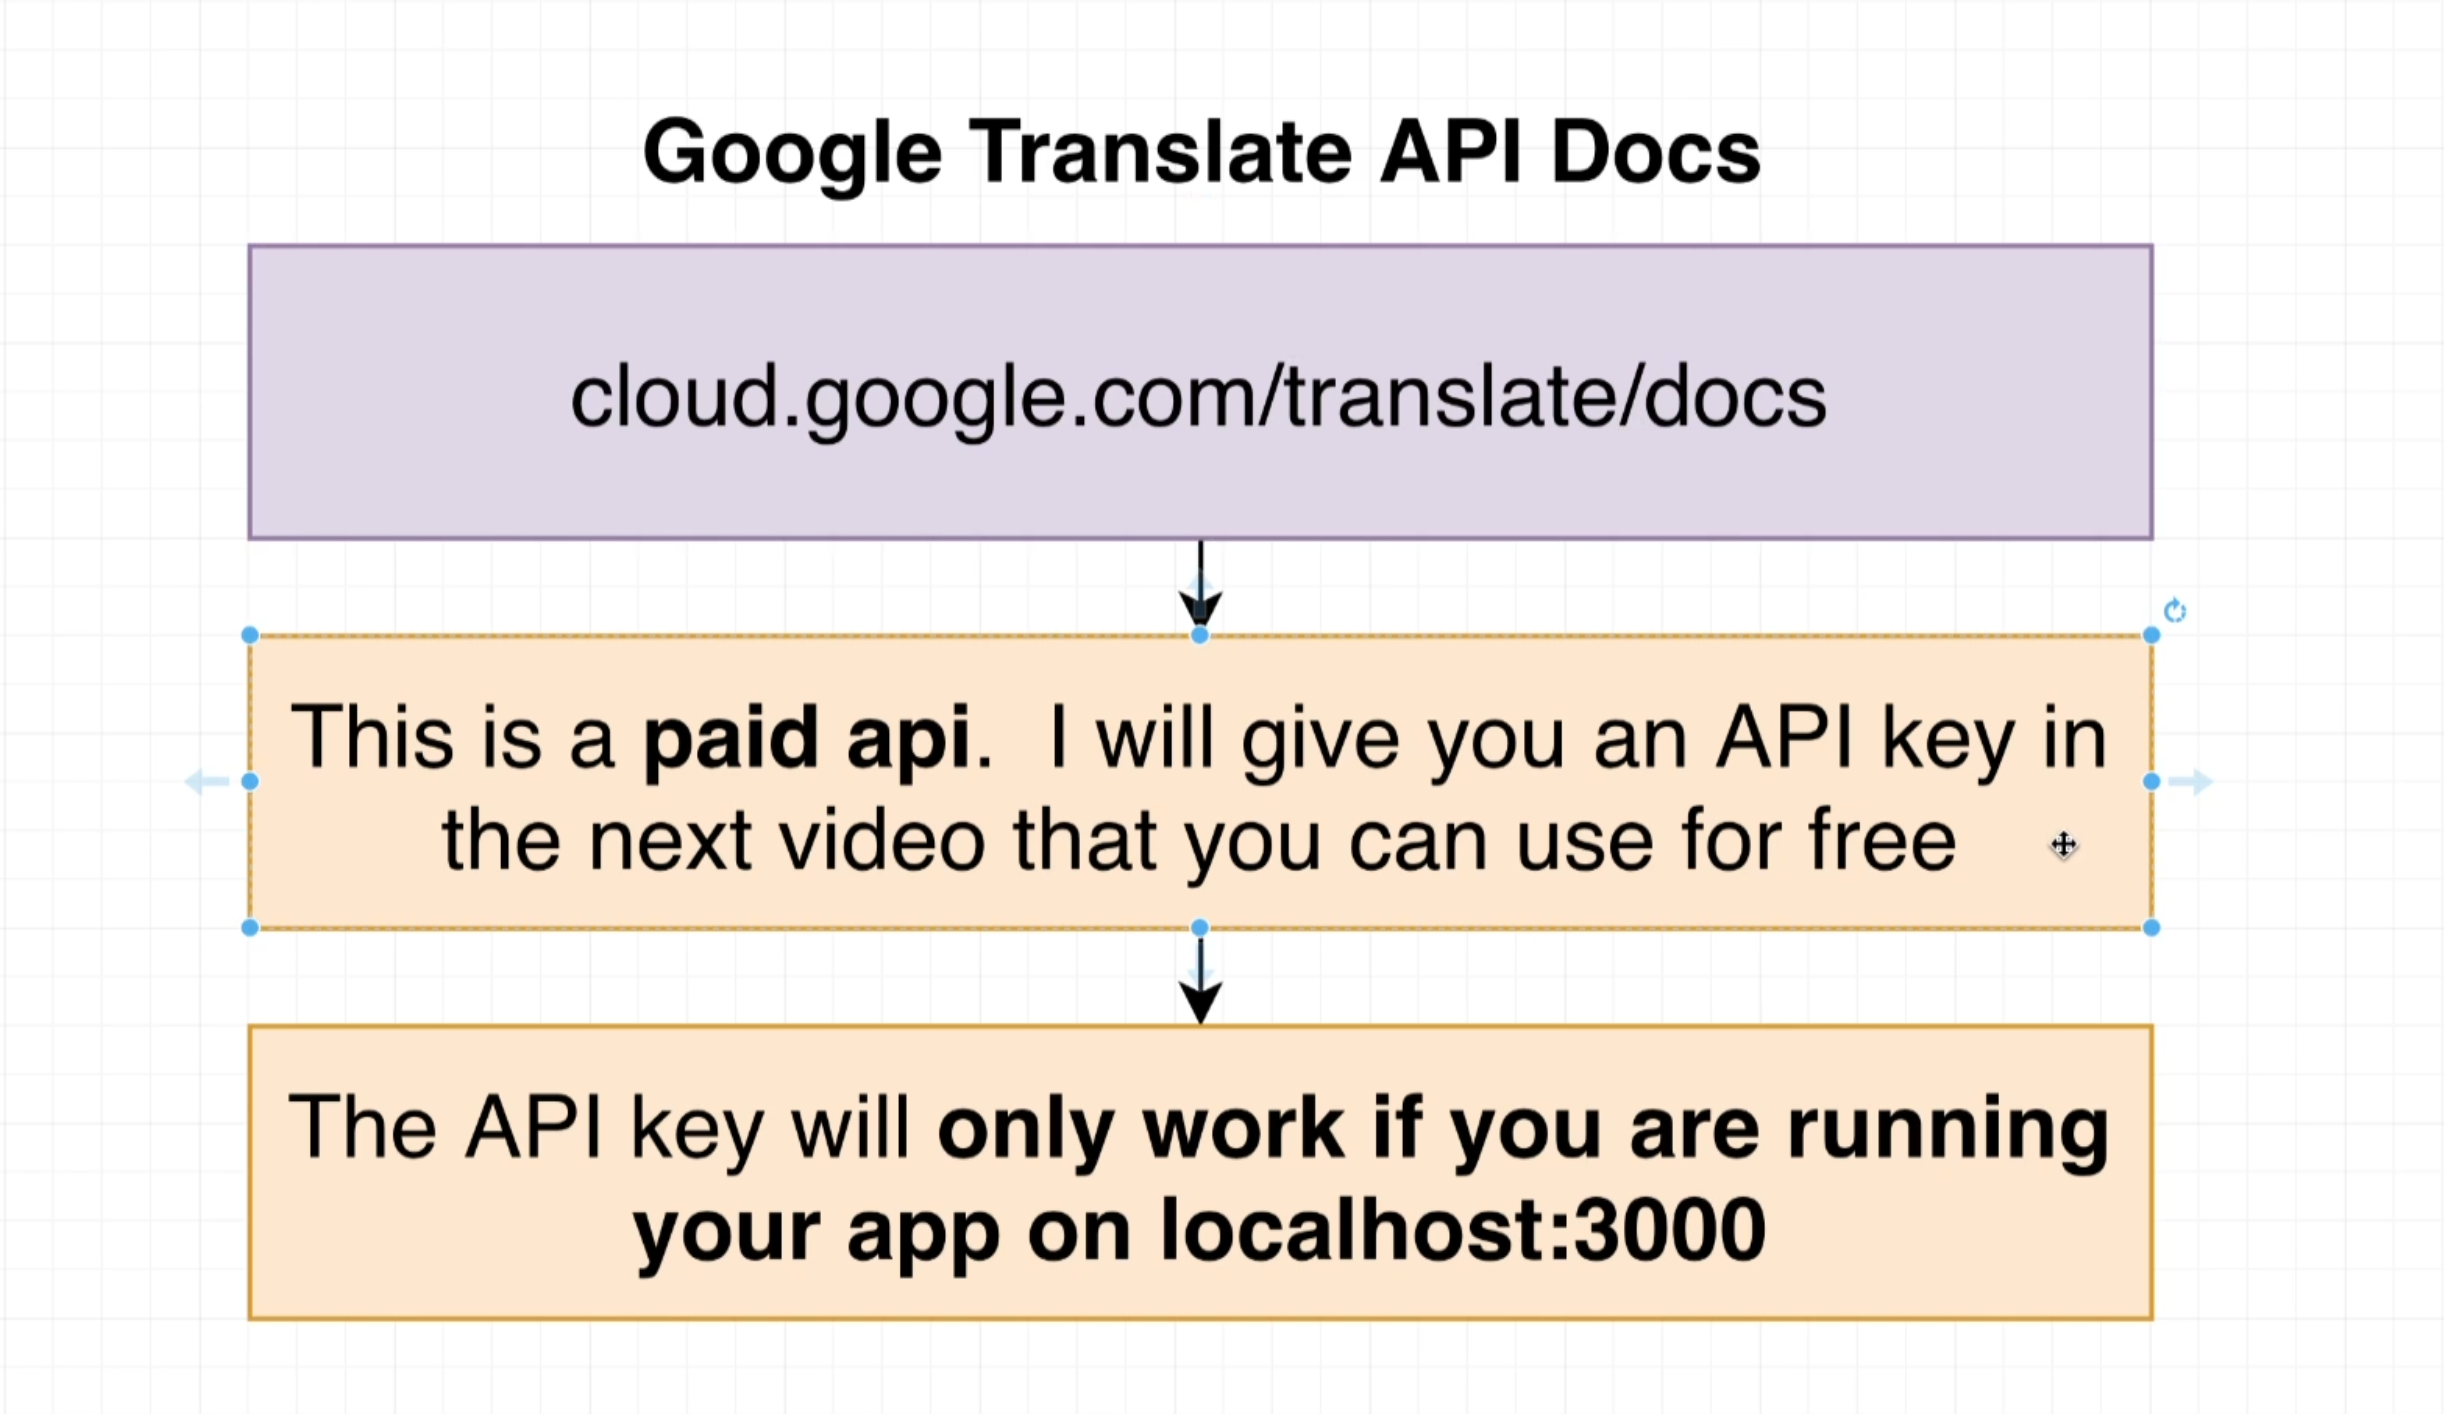 Google Translate API Docs
cloud.google.com/translate/docs
This is a paid api.  I will give you an API key in
the next video that you can use for free
The API key will only work if you are running
your app on localhost:3000